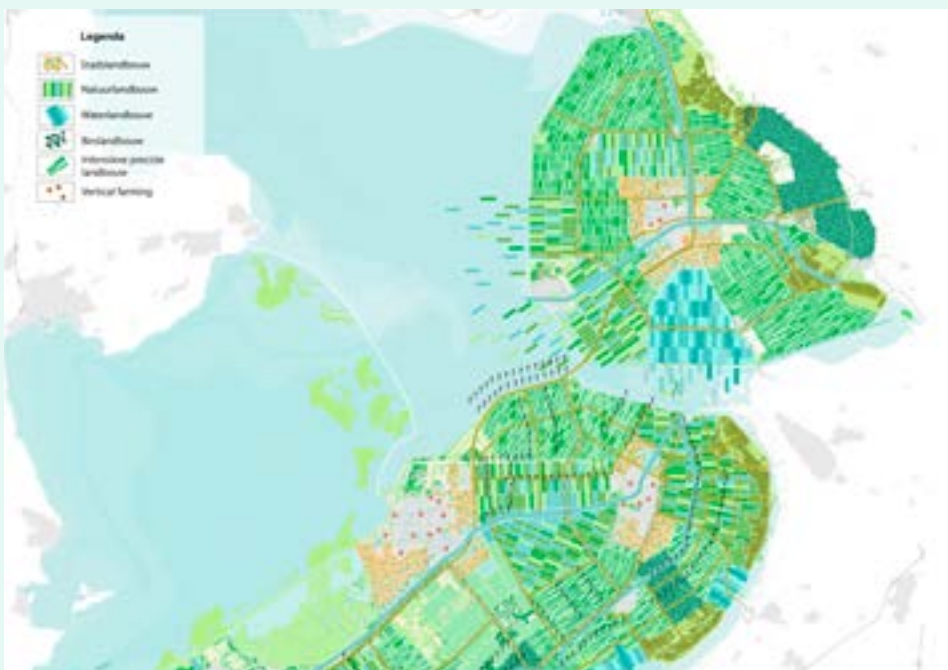 Legenda
Stadslandbouw
Natuurlandbouw
Waterlandbouw
Boslandbouw
Intensieve precisie
landbouw
Vertical farming